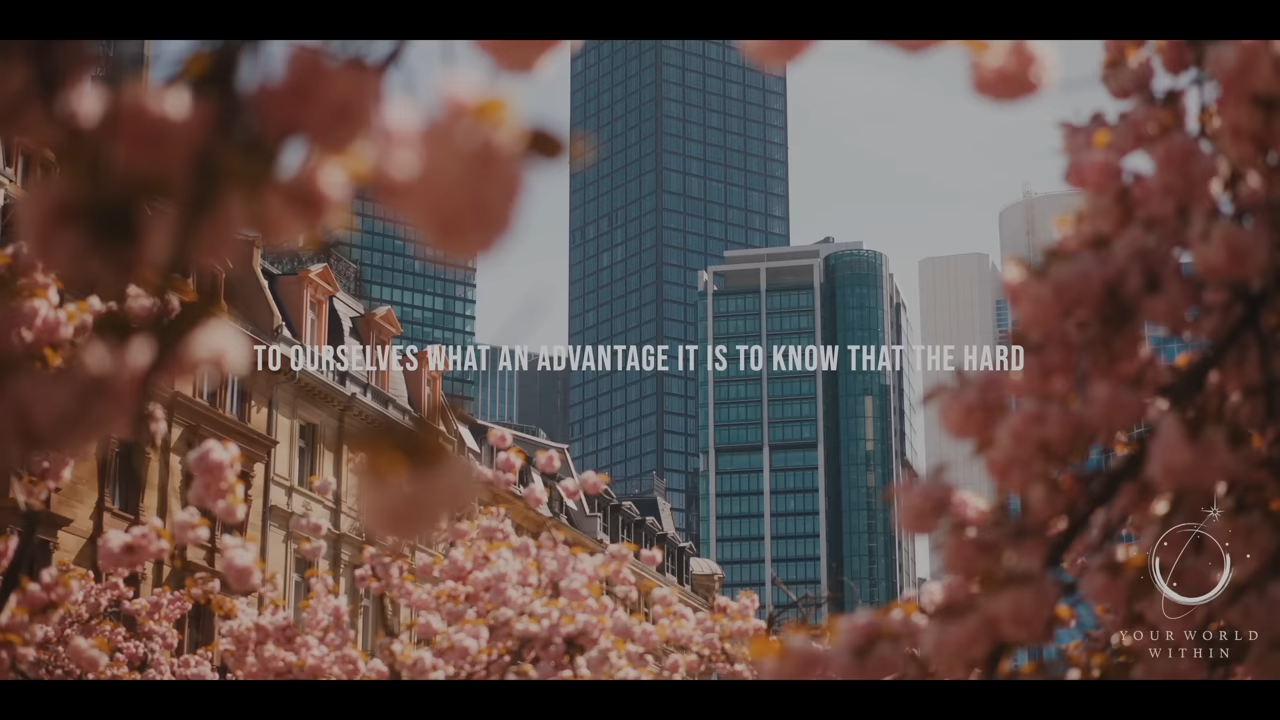 TO OURSELVES WHAT AN ADVANTAGE IT IS TO KNOW THAT THE HARD
YOUR WORLD
WITHIN